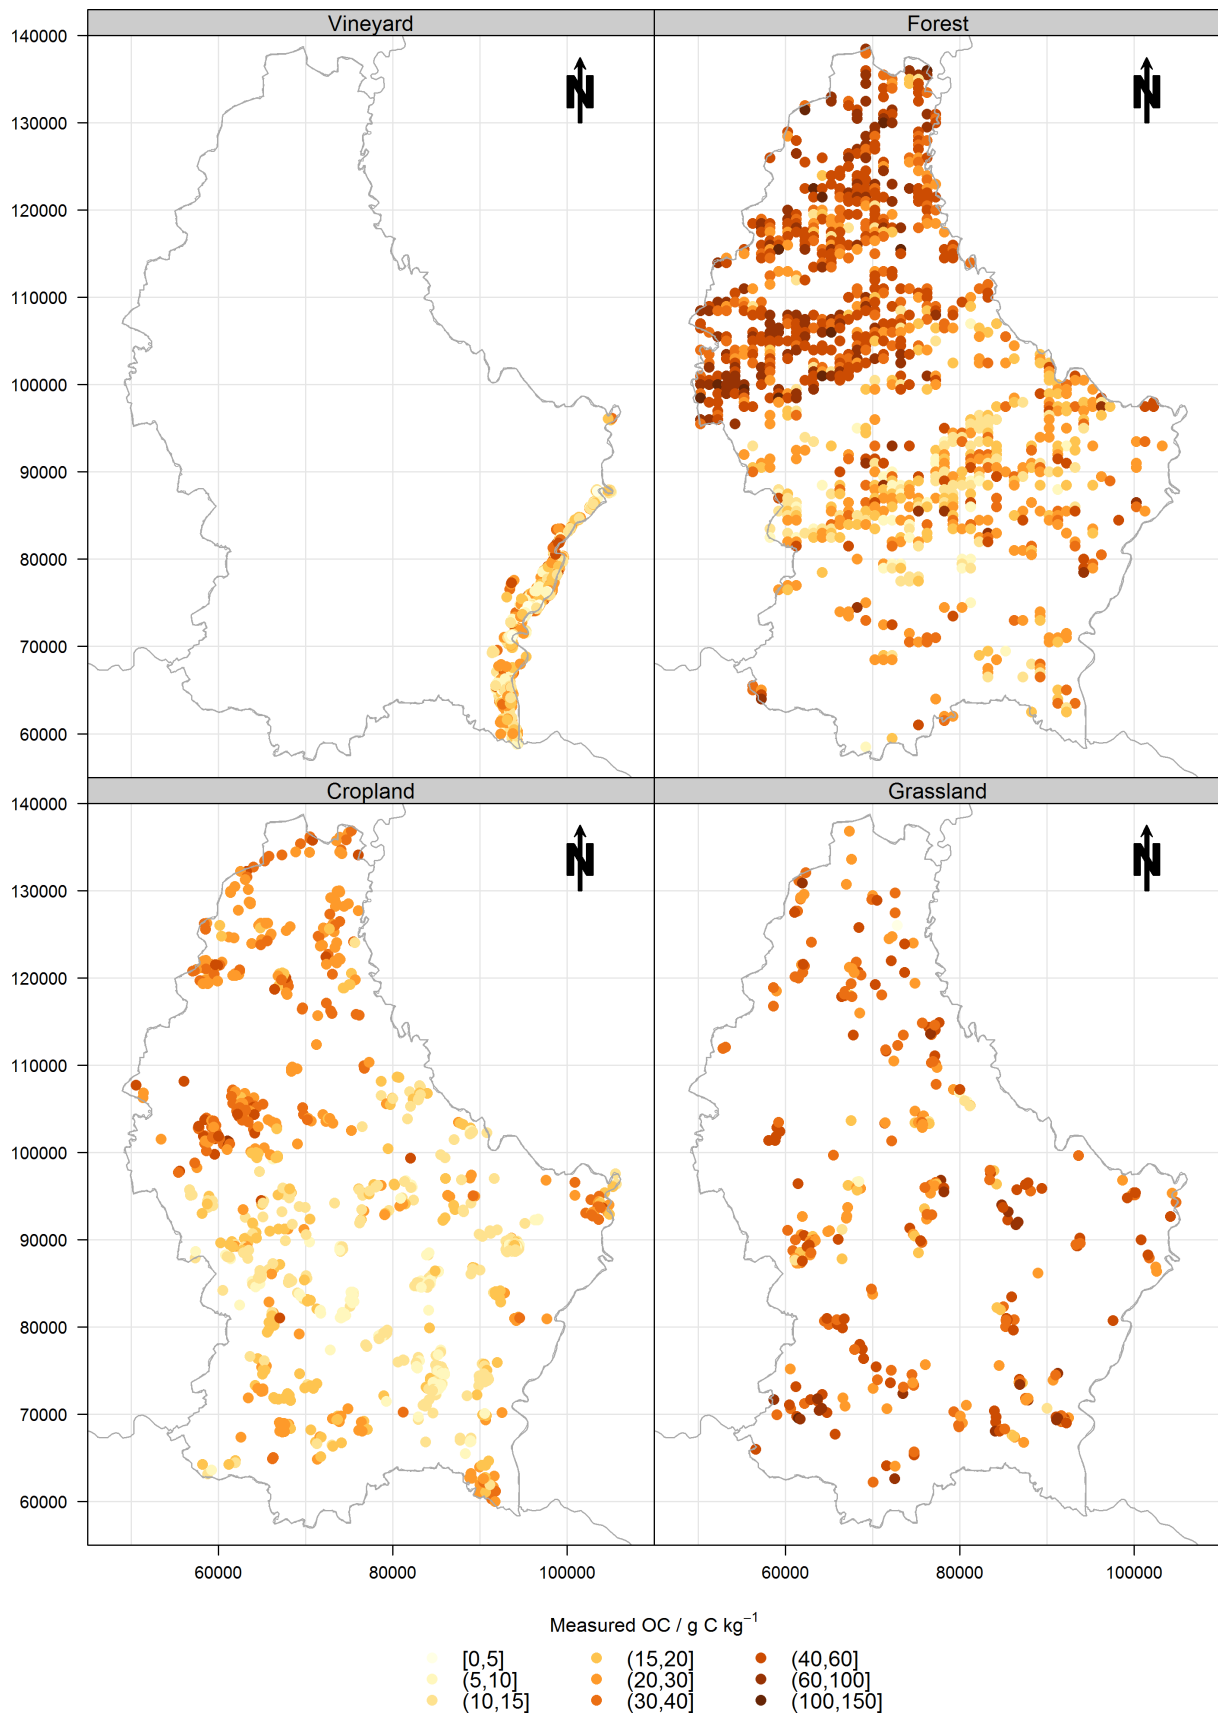 Vineyard Forest
140000
N N
130000
120000
110000
100000
90000
80000
70000
60000
Cropland Grassland
140000
N N
130000
120000
110000
100000
90000
80000
70000
60000
60000 80000 100000 60000 80000 100000
Measured OC / g C kg⁻¹
[0,5] (15,20] (40,60]
(5,10] (20,30] (60,100]
(10,15] (30,40] (100,150]